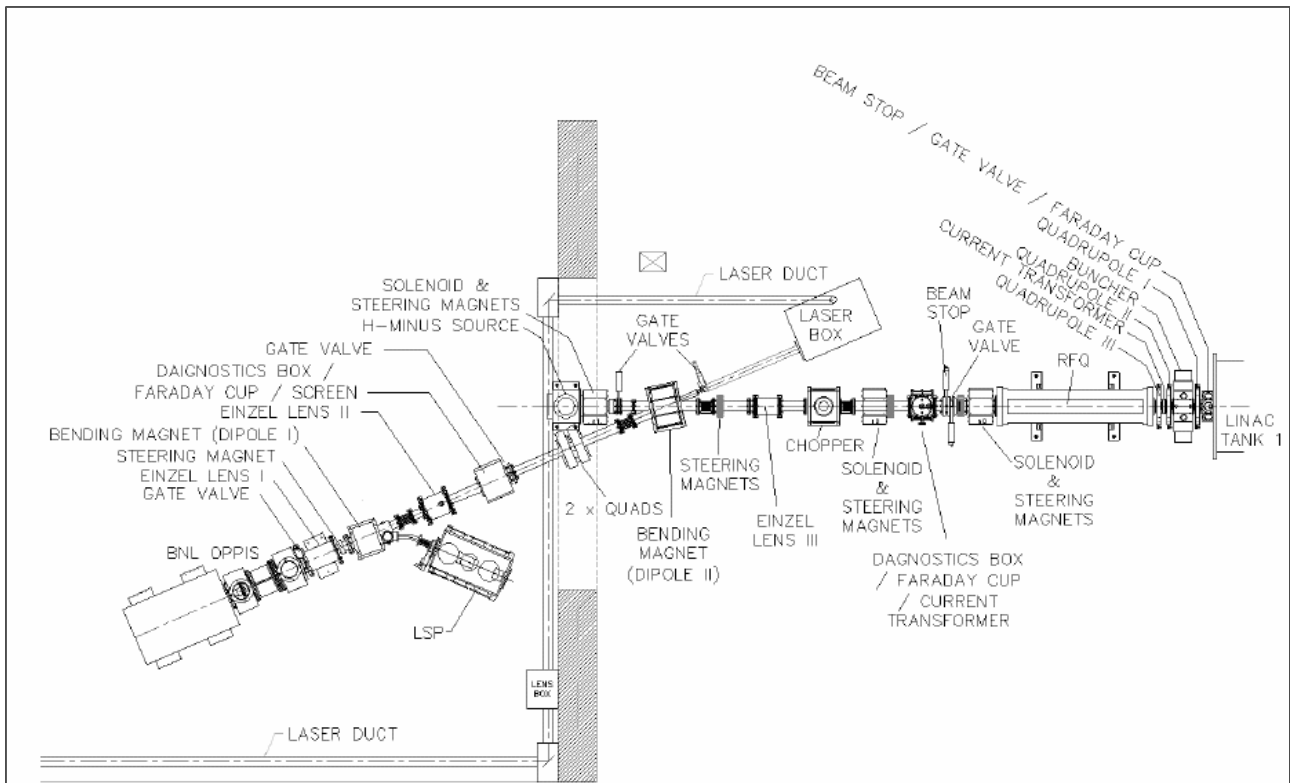 BEAM STOP / GATE VALVE / FARADAY CUP
QUADRUPOLE I
BUNCHER
QUADRUPOLE II
CURRENT TRANSFORMER
QUADRUPOLE III
LASER DUCT
SOLENOID &
STEERING MAGNETS
H-MINUS SOURCE
GATE
VALVES
LASER
BOX
BEAM
STOP
GATE
VALVE
RFQ
GATE VALVE
DAIGNOSTICS BOX /
FARADAY CUP / SCREEN
EINZEL LENS II
BENDING MAGNET (DIPOLE I)
STEERING MAGNET
EINZEL LENS I
GATE VALVE
LINAC
TANK 1
CHOPPER
STEERING
MAGNETS
SOLENOID
&
STEERING
MAGNETS
SOLENOID
&
STEERING
MAGNETS
2 x QUADS
EINZEL
LENS III
BENDING
MAGNET
(DIPOLE II)
BNL OPPIS
DAGNOSTICS BOX
/ FARADAY CUP
/ CURRENT
TRANSFORMER
LSP
LENS
BOX
LASER DUCT